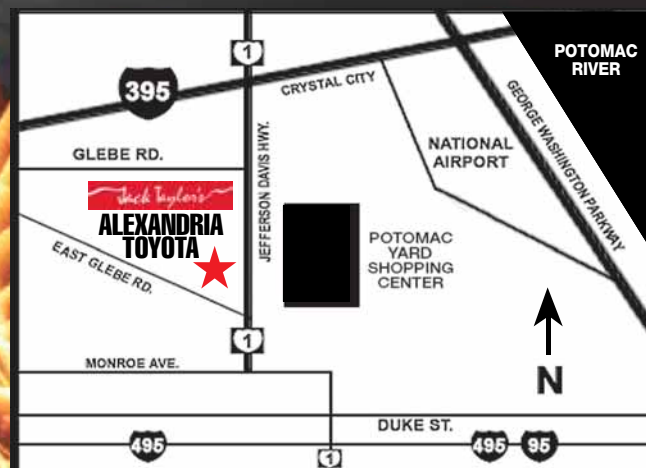 1
POTOMAC
RIVER
395
CRYSTAL CITY
GEORGE WASHINGTON PARKWAY
GLEBE RD.
NATIONAL
AIRPORT
JEFFERSON DAVIS HWY.
Jack Taylor's
ALEXANDRIA
TOYOTA
EAST GLEBE RD.
POTOMAC
YARD
SHOPPING
CENTER
1
MONROE AVE.
N
DUKE ST.
495
1
495
95